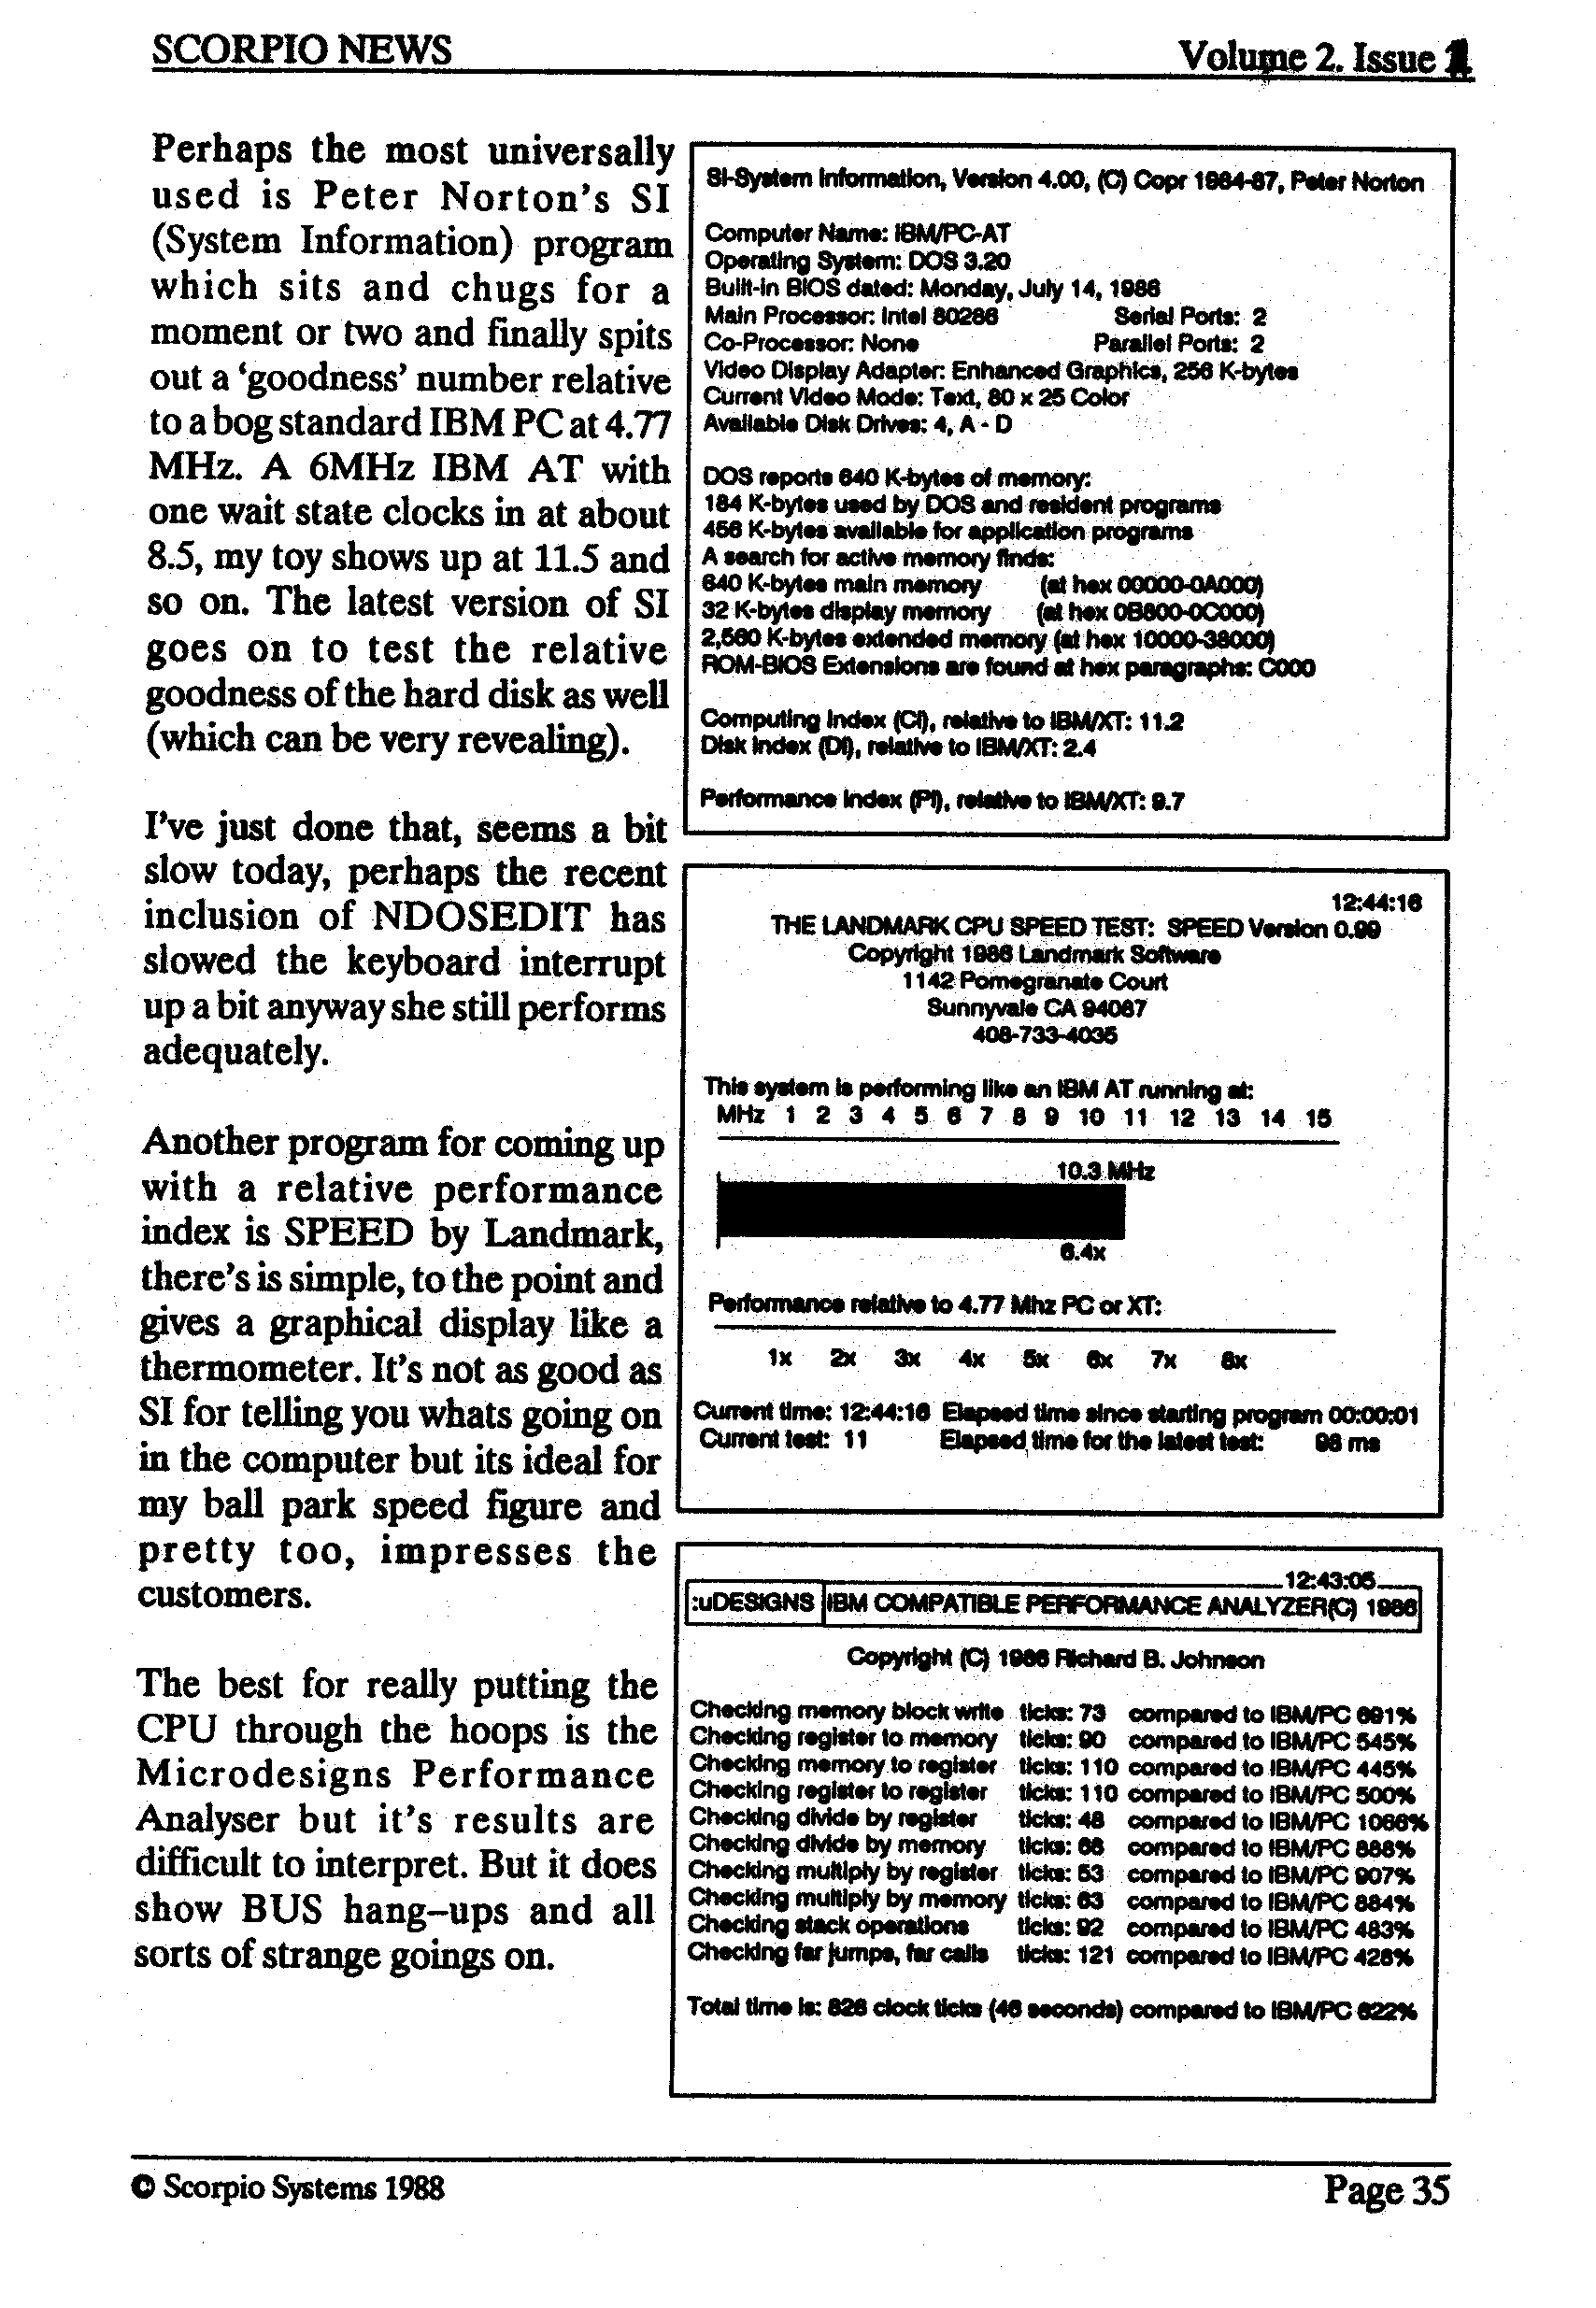 SCORPIO NEWS
Volume 2. Issue 1
Perhaps the most universally
used is Peter Norton's SI
(System Information) program
which sits and chugs for a
moment or two and finally spits
out a 'goodness' number relative
to a bog standard IBM PC at 4.77
MHz. A 6MHz IBM AT with
one wait state clocks in at about
8.5, my toy shows up at 11.5 and
so on. The latest version of SI
goes on to test the relative
goodness of the hard disk as well
(which can be very revealing).
I've just done that, seems a bit
slow today, perhaps the recent
inclusion of NDOSEDIT has
slowed the keyboard interrupt
up a bit anyway she still performs
adequately.
Another program for coming up
with a relative performance
index is SPEED by Landmark,
there's is simple, to the point and
gives a graphical display like a
thermometer. It's not as good as
SI for telling you whats going on
in the computer but its ideal for
my ball park speed figure and
pretty too, impresses the
customers.
The best for really putting the
CPU through the hoops is the
Microdesigns Performance
Analyser but it's results are
difficult to interpret. But it does
show BUS hang-ups and all
sorts of strange goings on.
SI-System Information, Version 4.00, (C) Copr 1984-87, Peter Norton
Computer Name: IBM/PC-AT
Operating System: DOS 3.20
Built-in BIOS dated: Monday, July 14, 1986
Main Processor: Intel 80286 Serial Ports: 2
Co-Processor: None Parallel Ports: 2
Video Display Adapter: Enhanced Graphics, 256 K-bytes
Current Video Mode: Text, 80 x 25 Color
Available Disk Drives: 4, A - D
DOS reports 640 K-bytes of memory:
184 K-bytes used by DOS and resident programs
456 K-bytes available for application programs
A search for active memory finds:
640 K-bytes main memory (at hex 00000-0A000)
32 K-bytes display memory (at hex 0B800-0C000)
2,560 K-bytes extended memory (at hex 10000-38000)
ROM-BIOS Extensions are found at hex paragraphs: C000
Computing Index (CI), relative to IBM/XT: 11.2
Disk Index (DI), relative to IBM/XT: 2.4
Performance Index (PI), relative to IBM/XT: 9.7
12:44:16
THE LANDMARK CPU SPEED TEST: SPEED Version 0.99
Copyright 1986 Landmark Software
1142 Pomegranate Court
Sunnyvale CA 94087
408-733-4035
This system is performing like an IBM AT running at:
MHz 1 2 3 4 5 6 7 8 9 10 11 12 13 14 15
10.3 MHz
6.4x
Performance relative to 4.77 Mhz PC or XT:
1x 2x 3x 4x 5x 6x 7x 8x
Current time: 12:44:16 Elapsed time since starting program 00:00:01
Current test: 11 Elapsed time for the latest test: 98 ms
12:43:05
:uDESIGNS IBM COMPATIBLE PERFORMANCE ANALYZER(C) 1986
Copyright (C) 1986 Richard B. Johnson
Checking memory block write ticks: 73 compared to IBM/PC 691%
Checking register to memory ticks: 90 compared to IBM/PC 545%
Checking memory to register ticks: 110 compared to IBM/PC 445%
Checking register to register ticks: 110 compared to IBM/PC 500%
Checking divide by register ticks: 48 compared to IBM/PC 1066%
Checking divide by memory ticks: 66 compared to IBM/PC 888%
Checking multiply by register ticks: 53 compared to IBM/PC 907%
Checking multiply by memory ticks: 63 compared to IBM/PC 884%
Checking stack operations ticks: 92 compared to IBM/PC 483%
Checking far jumps, far calls ticks: 121 compared to IBM/PC 428%
Total time is: 826 clock ticks (46 seconds) compared to IBM/PC 622%
© Scorpio Systems 1988
Page 35